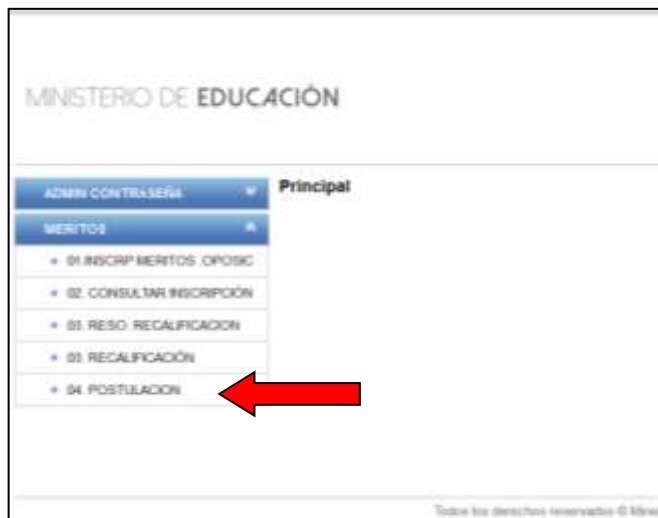 MINISTERIO DE EDUCACIÓN
ADMIN CONTRASEÑA
Principal
MERITOS
01.INSCRP MERITOS OPOSIC
02. CONSULTAR INSCRIPCIÓN
03. RESO. RECALIFICACION
03. RECALIFICACIÓN
04. POSTULACION
Todos los derechos reservados ©